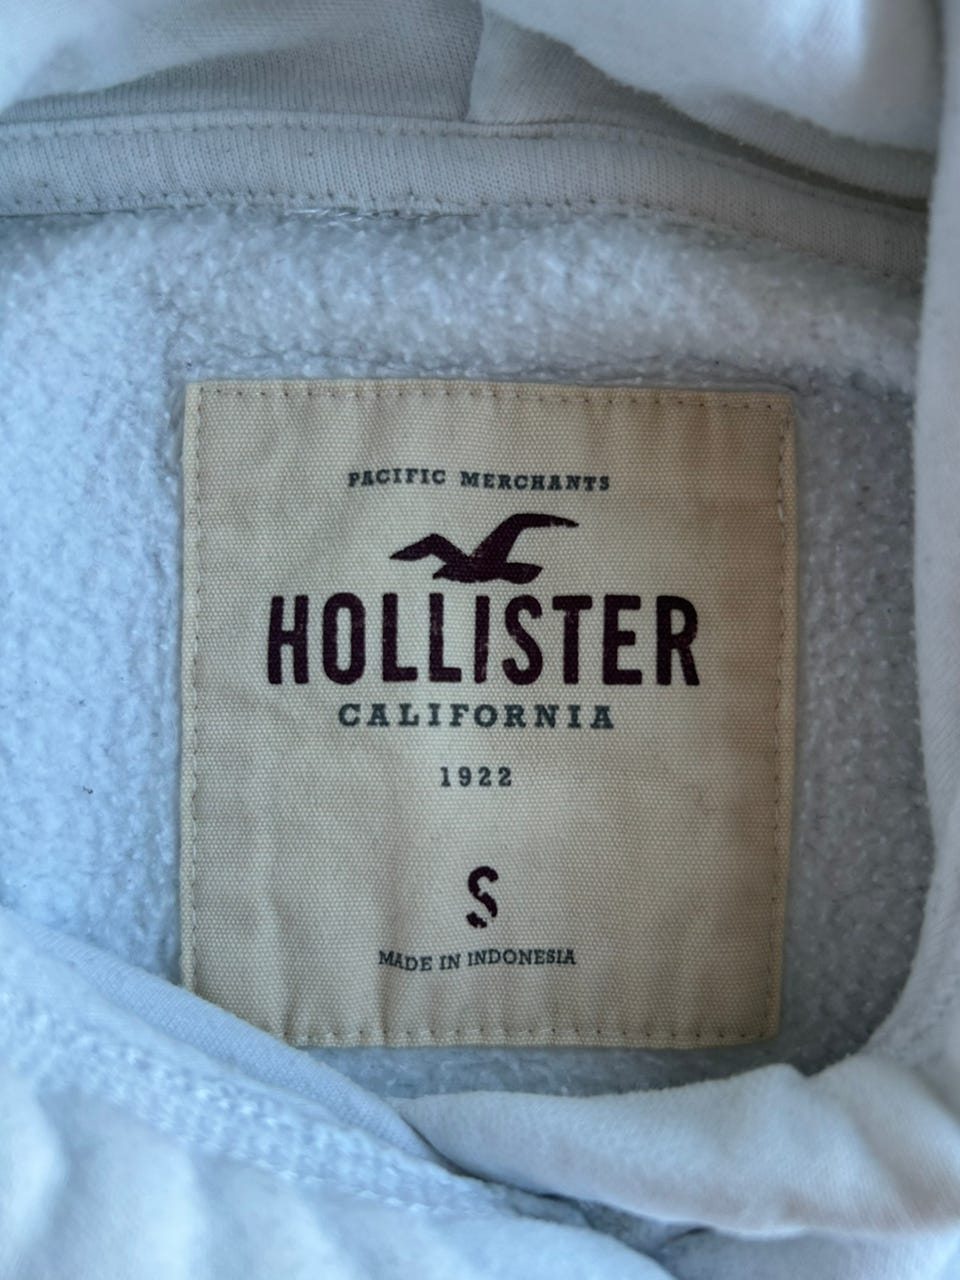 PACIFIC MERCHANTS
HOLLISTER
CALIFORNIA
1922
S
MADE IN INDONESIA